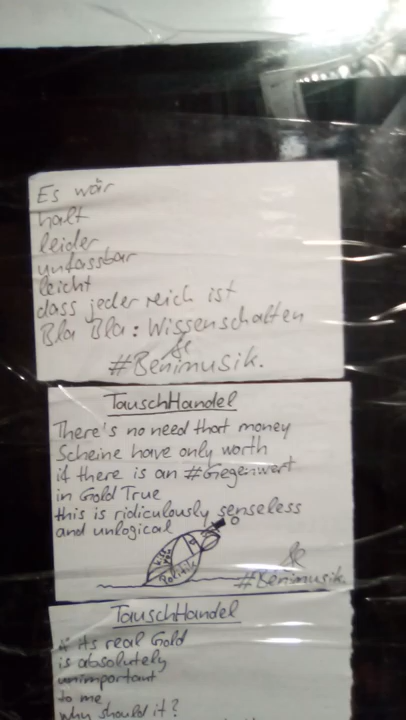 Es wär
halt
leider
unfassbar
leicht
dass jeder reich ist
Bla Bla: Wissenschaften
#Benimusik.
TauschHandel
There's no need that money
Scheine have only worth
if there is an #Gegenwert
in Gold True
this is ridiculously senseless
and unlogical
Politik
#Benimusik.
TauschHandel
its real Gold
is absolutely
unimportant
to me
why should it?